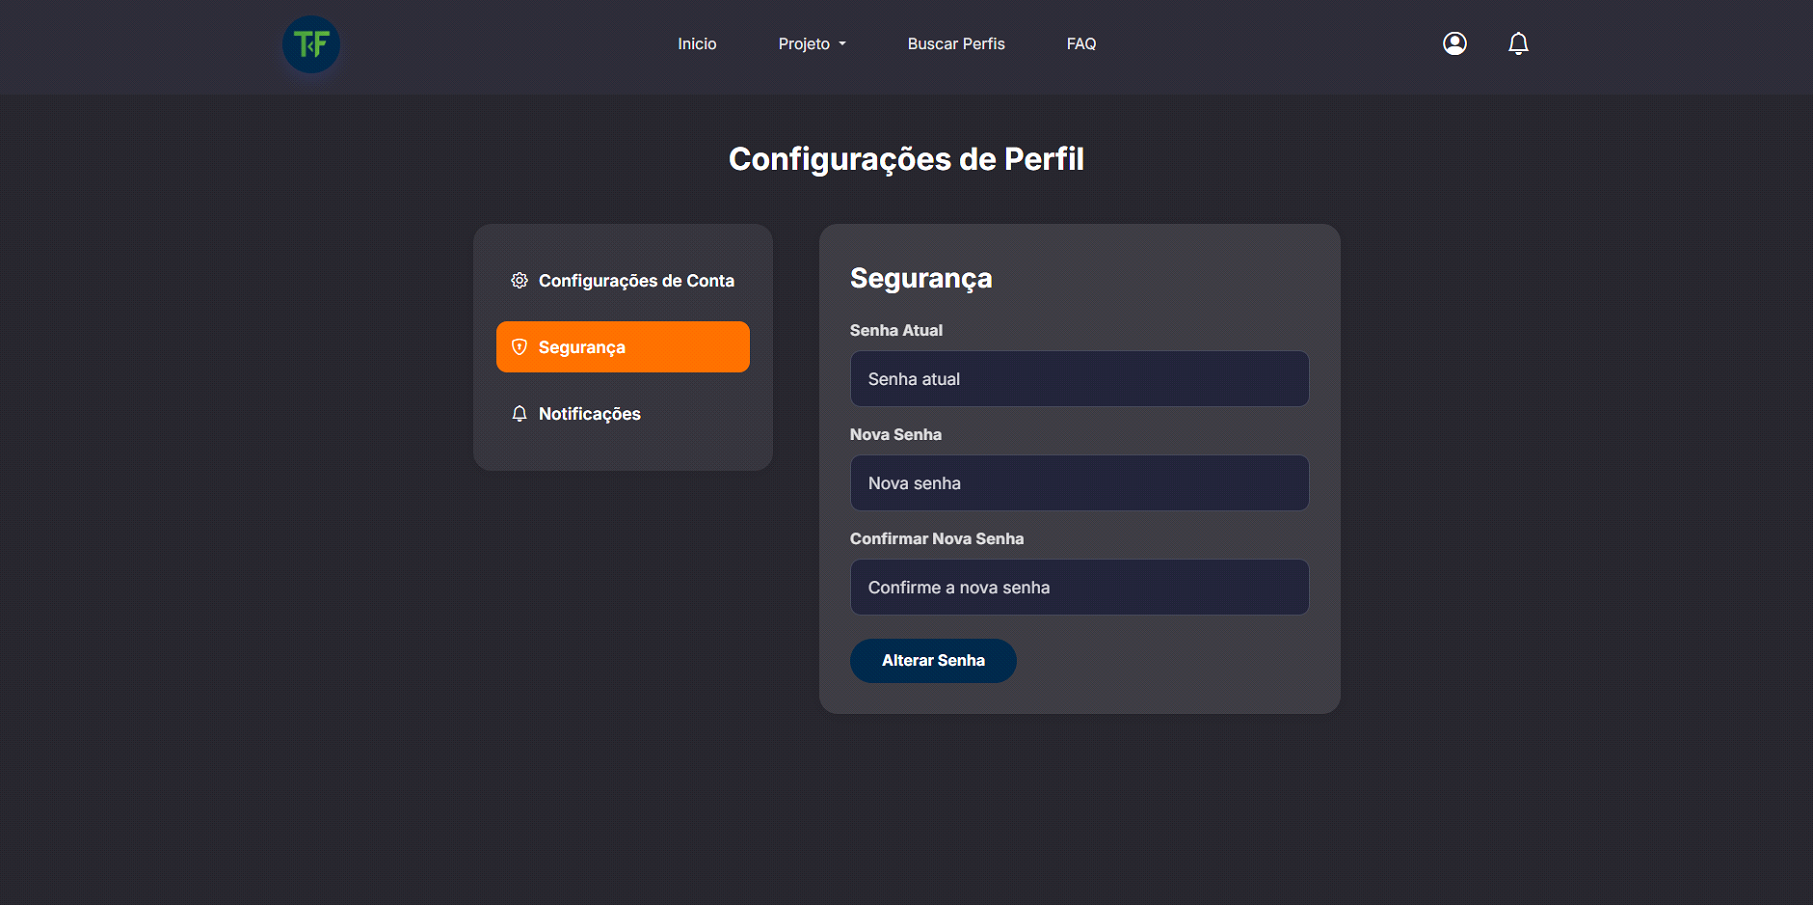 TF
Inicio
Projeto
Buscar Perfis
FAQ
Configurações de Perfil
Configurações de Conta
Segurança
Notificações
Segurança
Senha Atual
Senha atual
Nova Senha
Nova senha
Confirmar Nova Senha
Confirme a nova senha
Alterar Senha